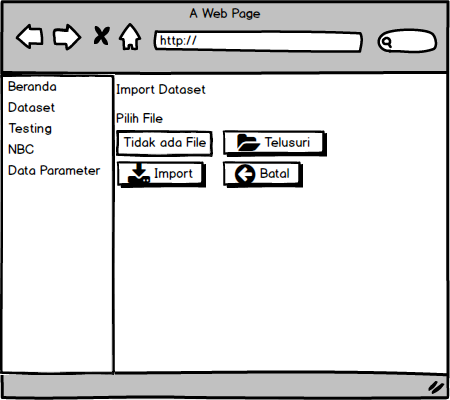 A Web Page
http://
Beranda
Dataset
Testing
NBC
Data Parameter
Import Dataset
Pilih File
Tidak ada File
Telusuri
Import
Batal